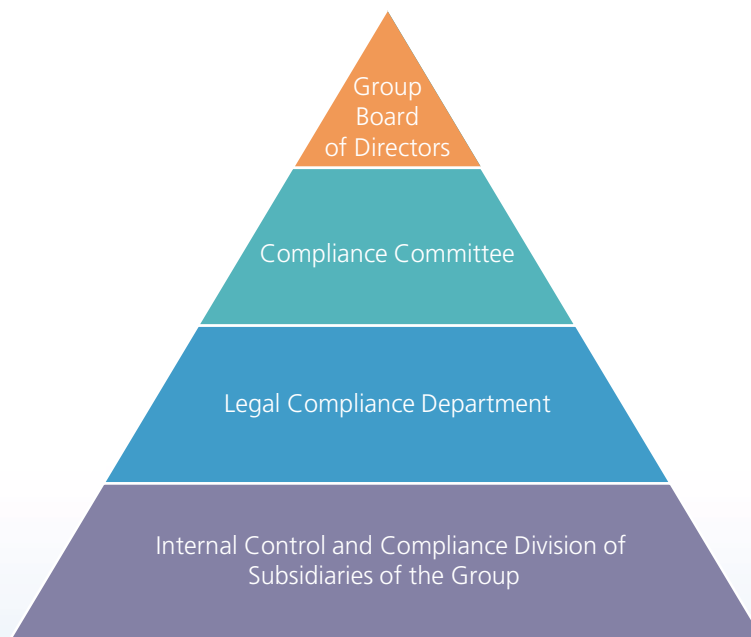 Group
Board
of Directors
Compliance Committee
Legal Compliance Department
Internal Control and Compliance Division of
Subsidiaries of the Group